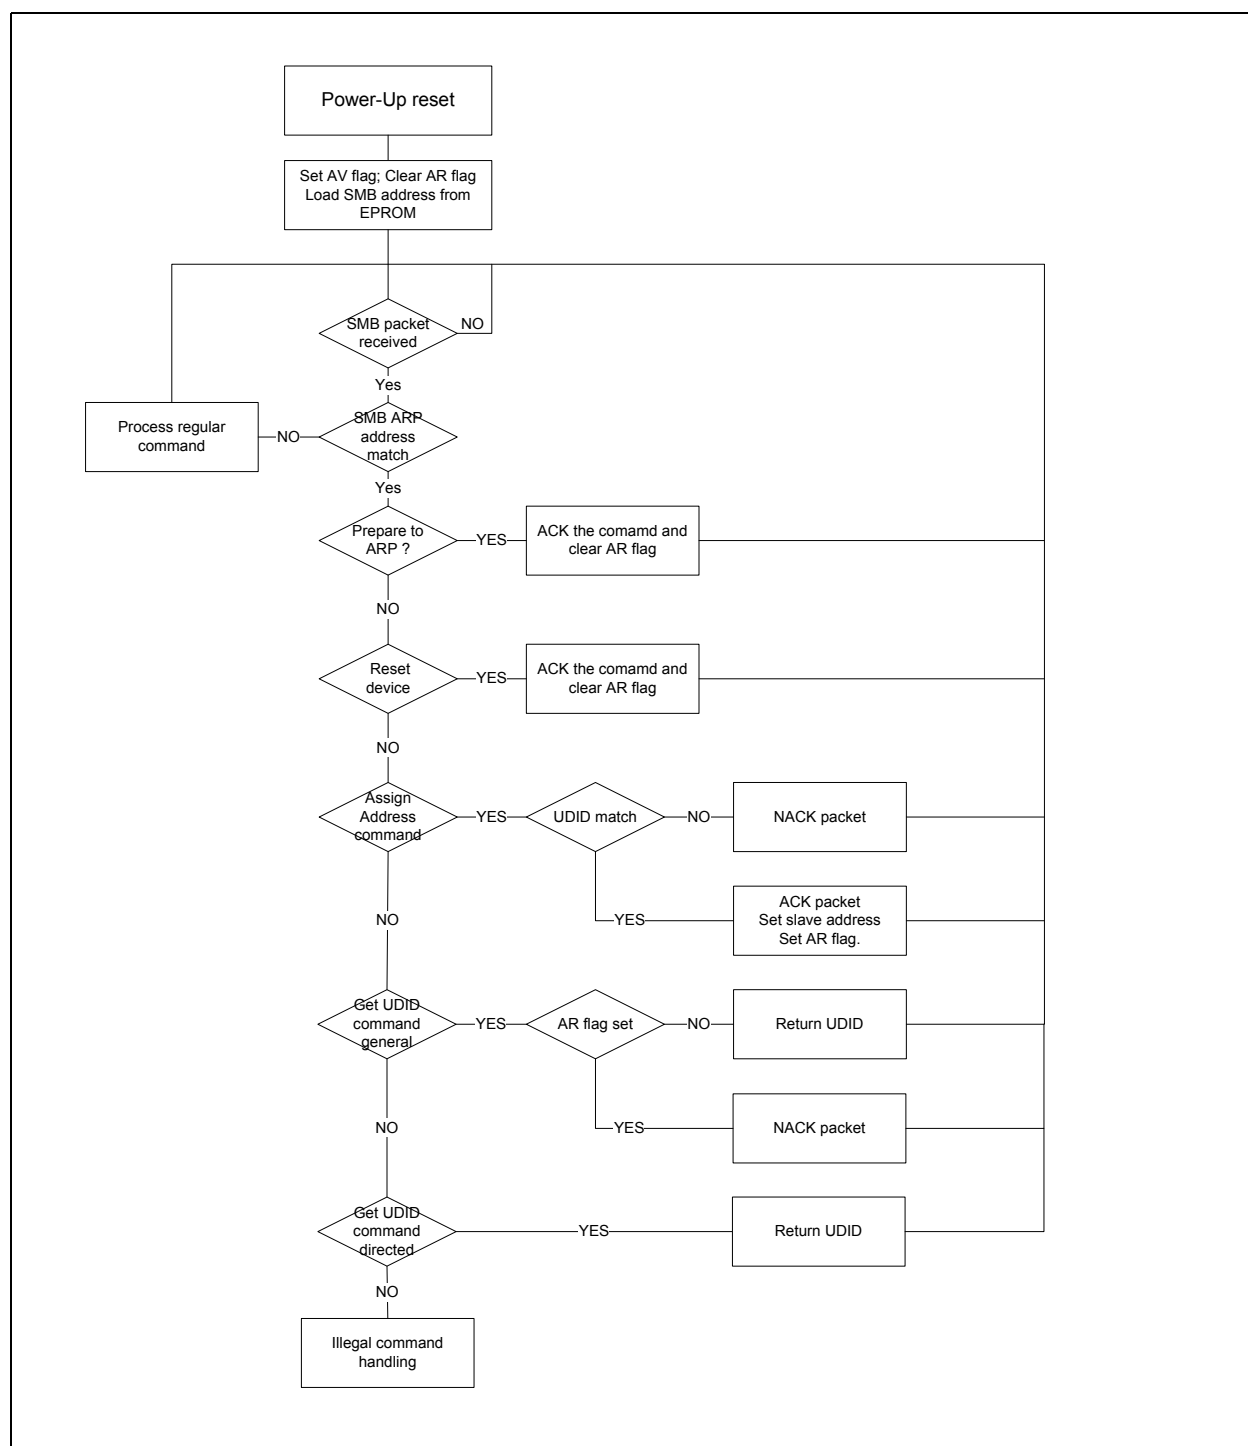 Power-Up reset
Set AV flag; Clear AR flag
Load SMB address from
EPROM
SMB packet
received
NO
Yes
SMB ARP
address
match
NO
Process regular
command
Yes
Prepare to
ARP ?
YES
ACK the comamd and
clear AR flag
NO
Reset
device
YES
ACK the comamd and
clear AR flag
NO
Assign
Address
command
YES
UDID match
NO
NACK packet
YES
ACK packet
Set slave address
Set AR flag.
NO
Get UDID
command
general
YES
AR flag set
NO
Return UDID
YES
NACK packet
NO
Get UDID
command
directed
YES
Return UDID
NO
Illegal command
handling